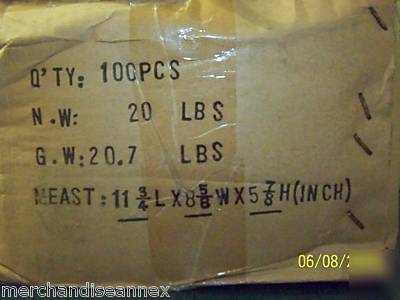 Q'TY: 100PCS
N.W: 20 LBS
G.W:20.7 LBS
MEAST: 11 3/4 L X 8 5/8 W X 5 7/8 H(INCH)
06/08/2
merchandiseannex